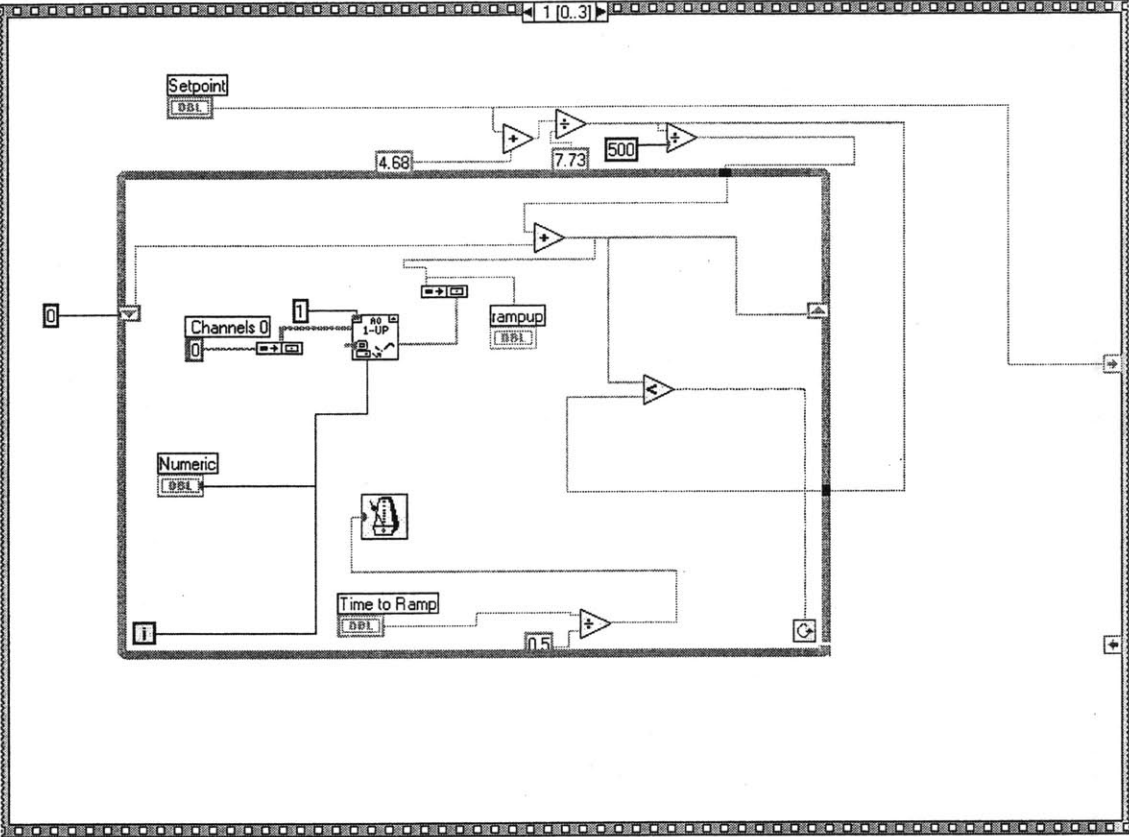 1 [0..3]
Setpoint
DBL
+
÷
÷
500
4.68
7.73
+
0
1
Channels 0
0
AO
1-UP
rampup
DBL
<
Numeric
DBL
Time to Ramp
DBL
÷
0.5
i